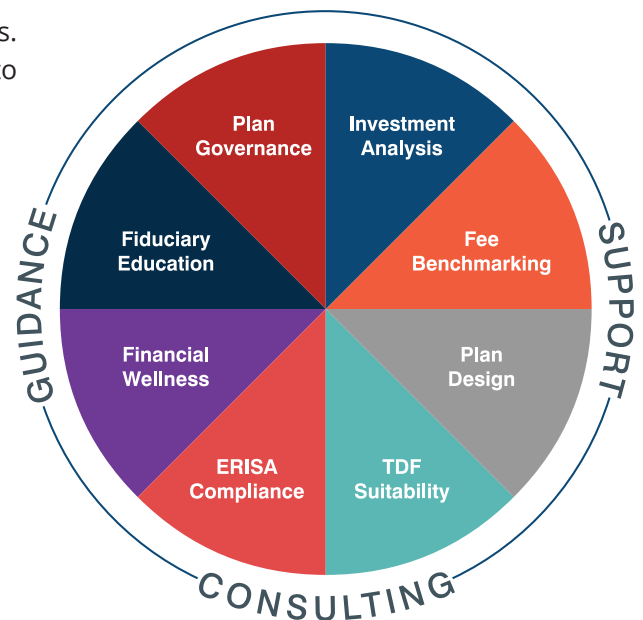 s.
to
Plan
Governance
Investment
Analysis
Fiduciary
Education
Fee
Benchmarking
Financial
Wellness
Plan
Design
ERISA
Compliance
TDF
Suitability
GUIDANCE
SUPPORT
CONSULTING